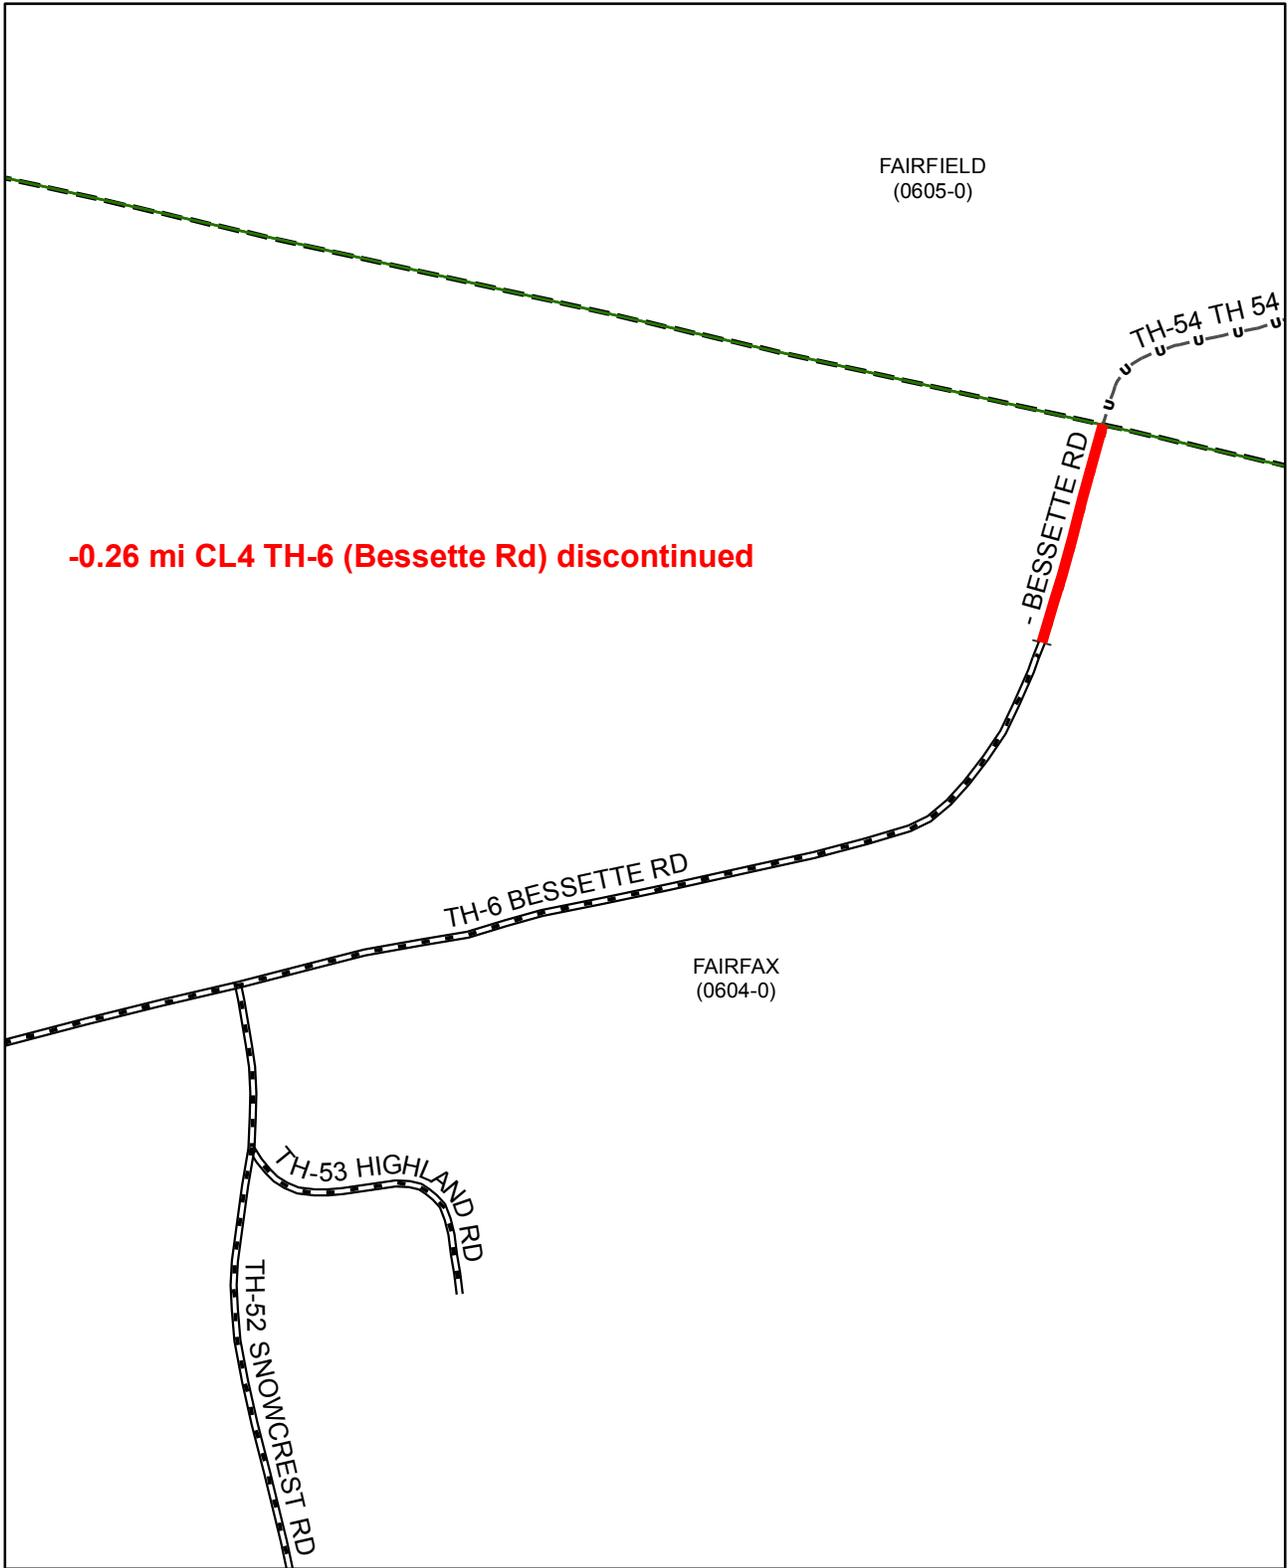 FAIRFIELD
(0605-0)
TH-54 TH 54
- BESSETTE RD
-0.26 mi CL4 TH-6 (Bessette Rd) discontinued
TH-6 BESSETTE RD
FAIRFAX
(0604-0)
TH-53 HIGHLAND RD
TH-52 SNOWCREST RD